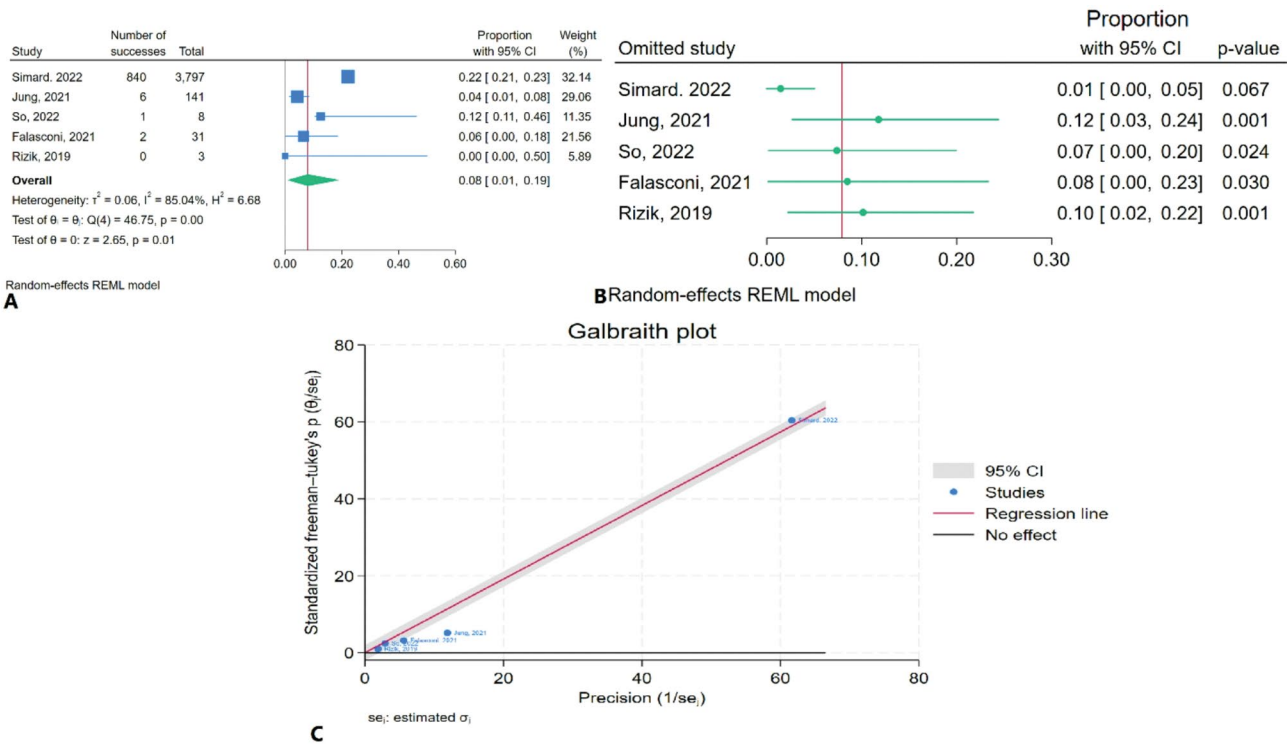 Number of Proportion Weight
Study successes Total with 95% CI (%)
Simard. 2022 840 3,797 0.22 [ 0.21, 0.23] 32.14
Jung, 2021 6 141 0.04 [ 0.01, 0.08] 29.06
So, 2022 1 8 0.12 [ 0.11, 0.46] 11.35
Falasconi, 2021 2 31 0.06 [ 0.00, 0.18] 21.56
Rizik, 2019 0 3 0.00 [ 0.00, 0.50] 5.89
Overall 0.08 [ 0.01, 0.19]
Heterogeneity: τ² = 0.06, I² = 85.04%, H² = 6.68
Test of θᵢ = θⱼ: Q(4) = 46.75, p = 0.00
Test of θ = 0: z = 2.65, p = 0.01
0.00 0.20 0.40 0.60
Random-effects REML model
A
Proportion
Omitted study with 95% CI p-value
Simard. 2022 0.01 [ 0.00, 0.05] 0.067
Jung, 2021 0.12 [ 0.03, 0.24] 0.001
So, 2022 0.07 [ 0.00, 0.20] 0.024
Falasconi, 2021 0.08 [ 0.00, 0.23] 0.030
Rizik, 2019 0.10 [ 0.02, 0.22] 0.001
0.00 0.10 0.20 0.30
B Random-effects REML model
Galbraith plot
Standardized freeman–tukey's p (θⱼ/seⱼ)
80
60
40
20
0
Simard. 2022
Jung, 2021
Falasconi, 2021
So, 2022
Rizik, 2019
0 20 40 60 80
Precision (1/seⱼ)
seⱼ: estimated σⱼ
95% CI
Studies
Regression line
No effect
C